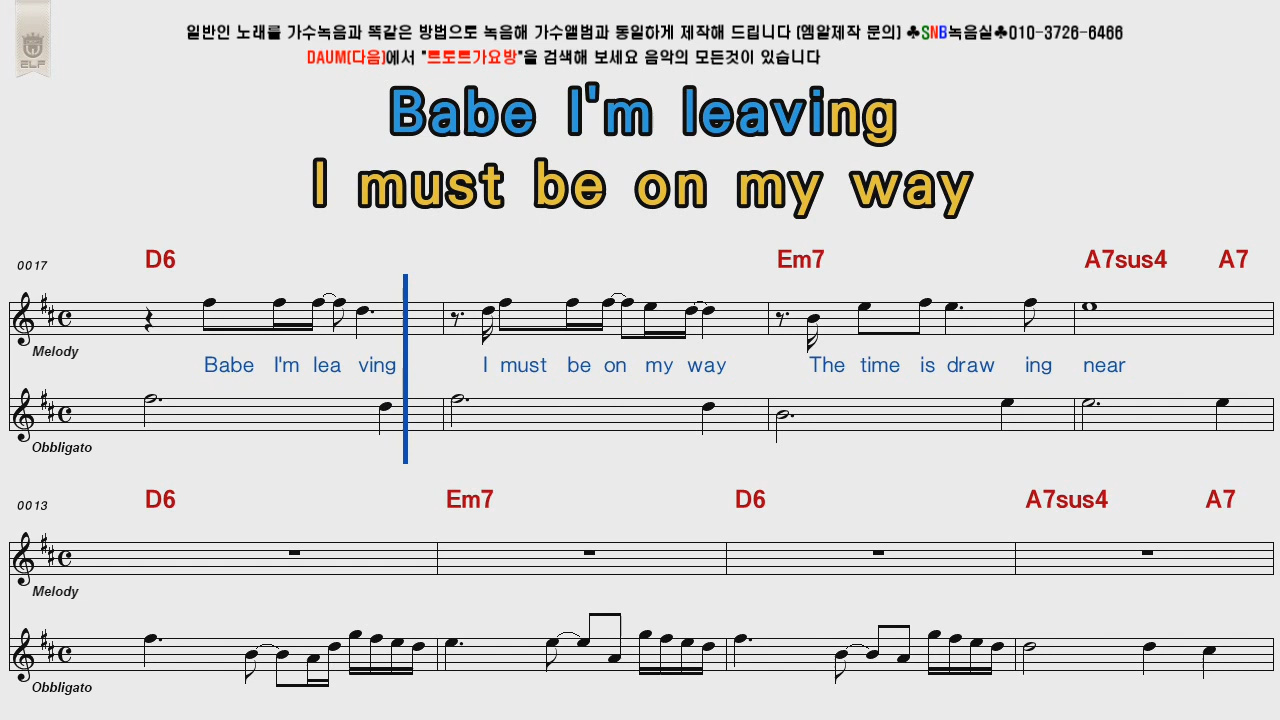 일반인 노래를 가수녹음과 똑같은 방법으로 녹음해 가수앨범과 동일하게 제작해 드립니다 (엠알제작 문의) ♣SNB녹음실♣010-3726-6466
DAUM(다음)에서 "트로트가요방"을 검색해 보세요 음악의 모든것이 있습니다
ELF
Babe I'm leaving
I must be on my way
0017 D6 Em7 A7sus4 A7
Melody
Babe I'm lea ving I must be on my way The time is draw ing near
Obbligato
0013 D6 Em7 D6 A7sus4 A7
Melody
Obbligato